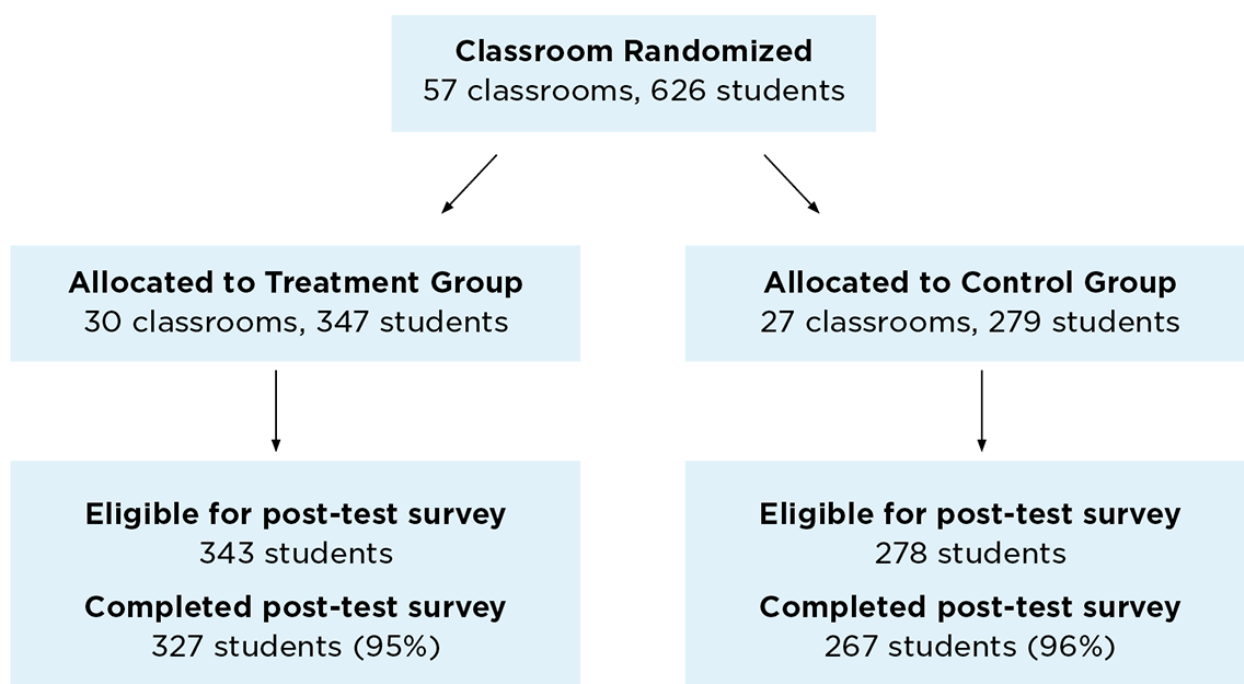 Classroom Randomized
57 classrooms, 626 students
Allocated to Treatment Group
30 classrooms, 347 students
Allocated to Control Group
27 classrooms, 279 students
Eligible for post-test survey
343 students
Completed post-test survey
327 students (95%)
Eligible for post-test survey
278 students
Completed post-test survey
267 students (96%)